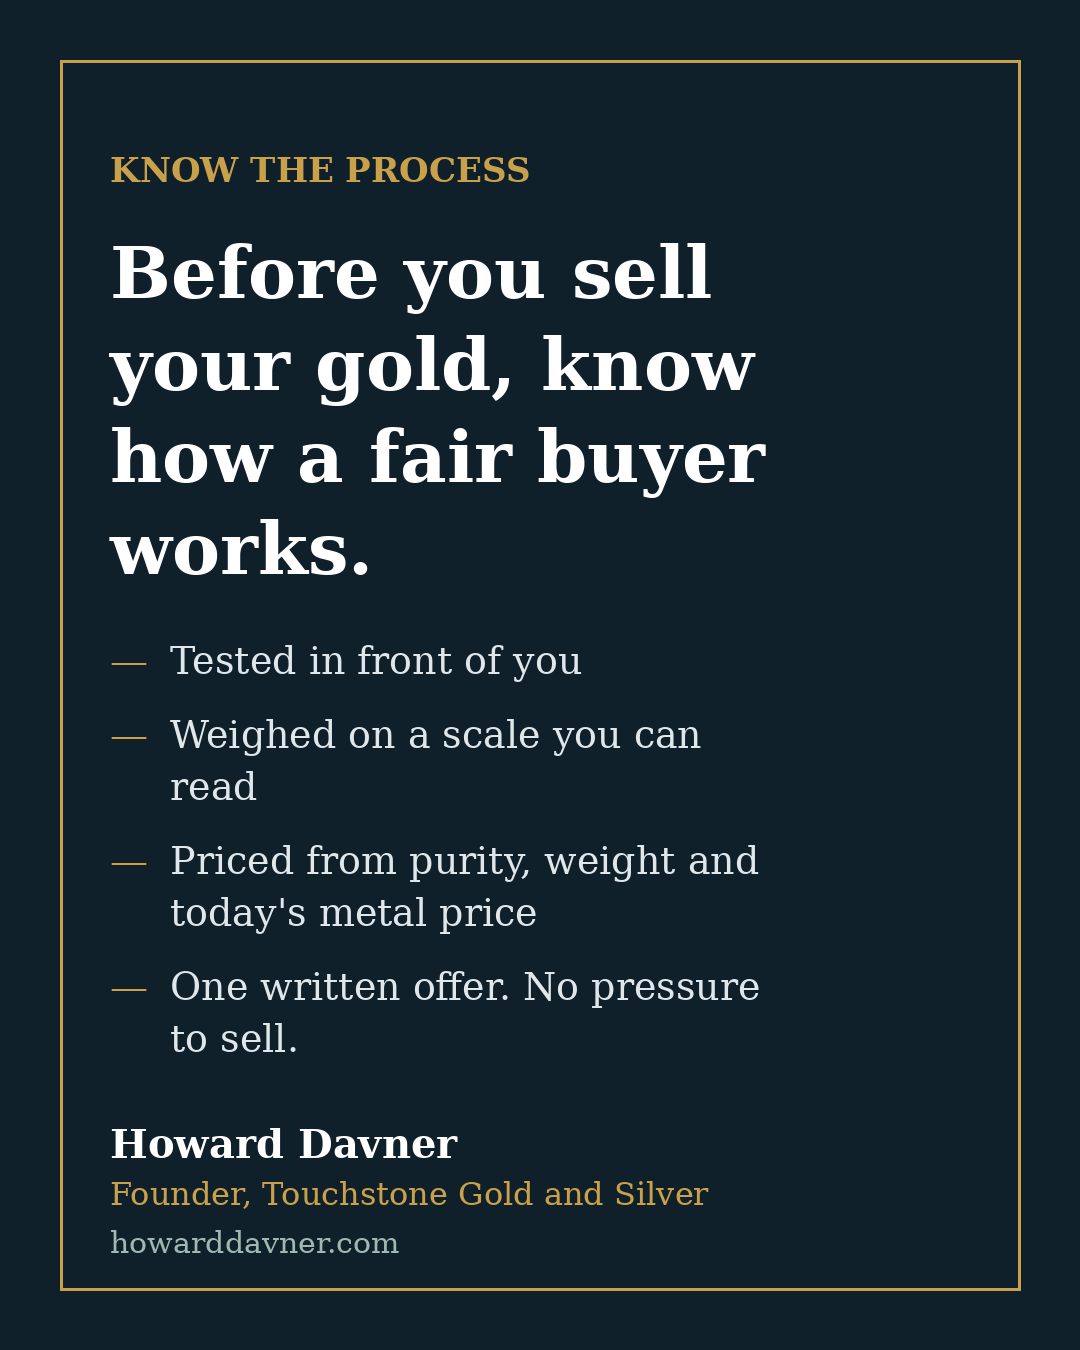 KNOW THE PROCESS
Before you sell
your gold, know
how a fair buyer
works.
— Tested in front of you
— Weighed on a scale you can
read
— Priced from purity, weight and
today's metal price
— One written offer. No pressure
to sell.
Howard Davner
Founder, Touchstone Gold and Silver
howarddavner.com